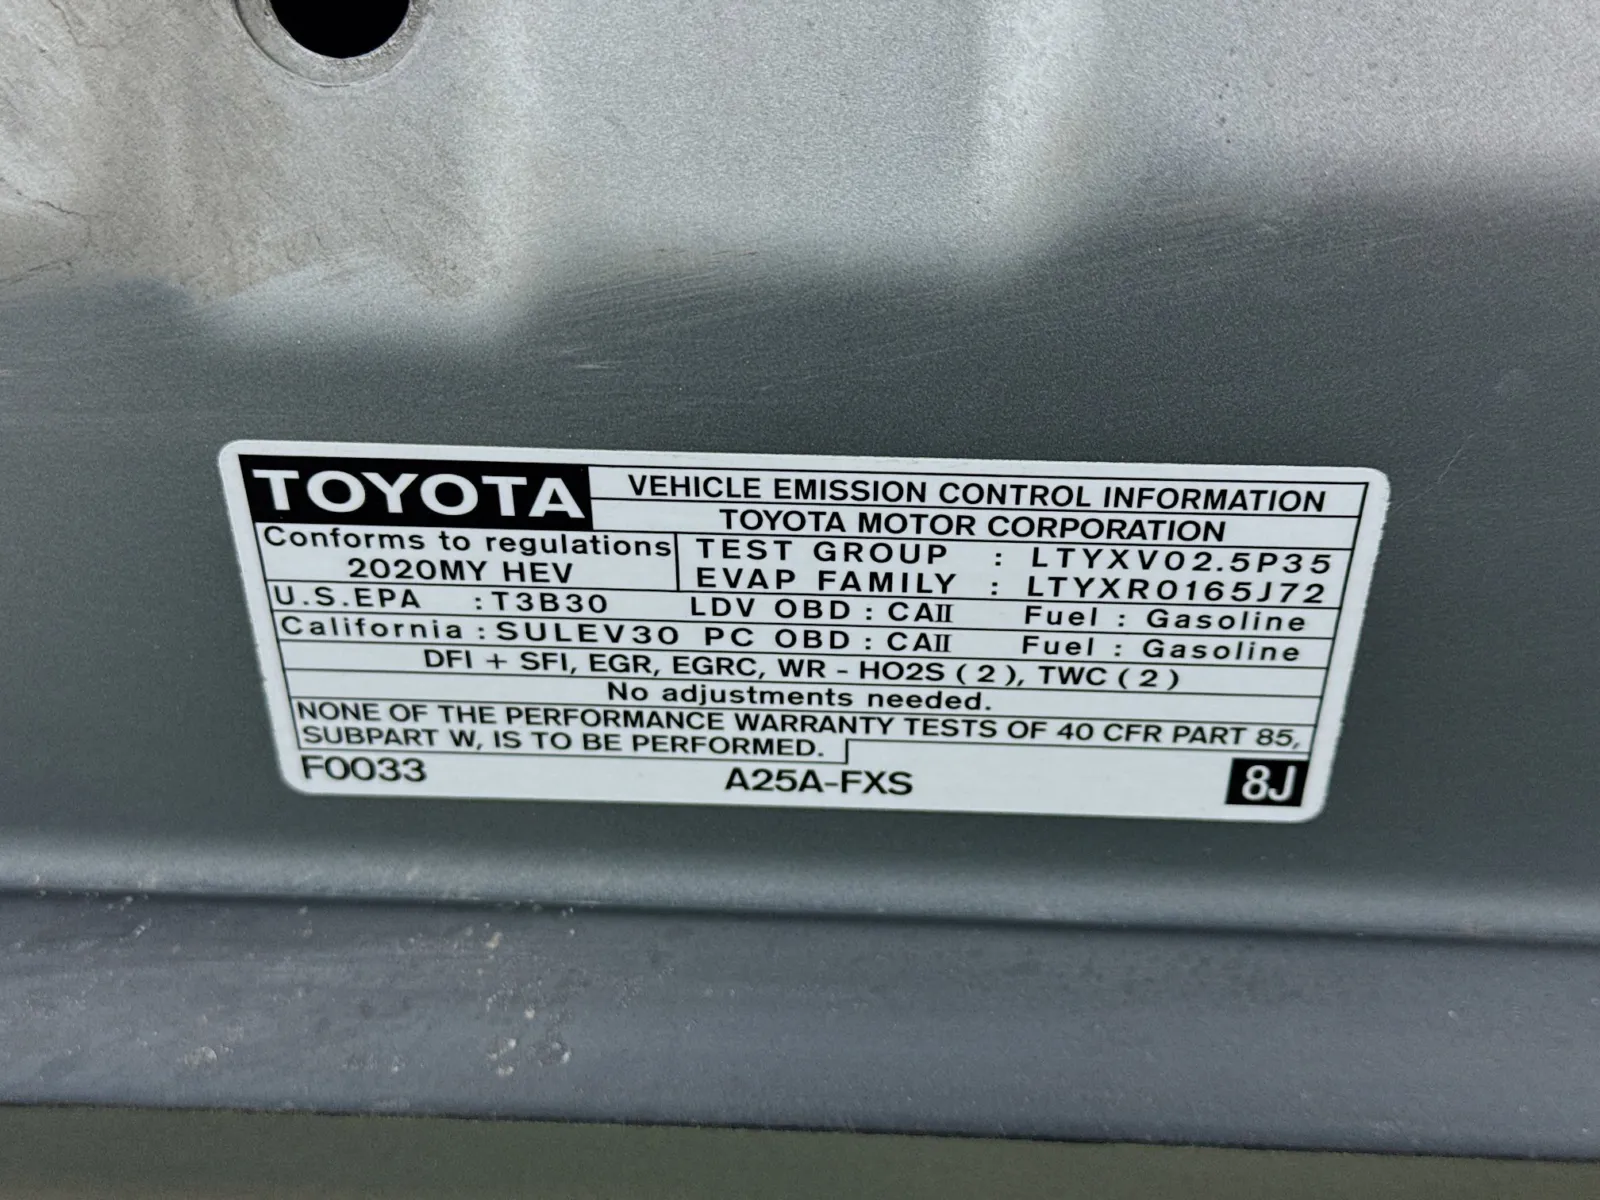 TOYOTA VEHICLE EMISSION CONTROL INFORMATION
TOYOTA MOTOR CORPORATION
Conforms to regulations TEST GROUP : LTYXV02.5P35
2020MY HEV EVAP FAMILY : LTYXR0165J72
U.S.EPA :T3B30 LDV OBD : CAII Fuel : Gasoline
California : SULEV30 PC OBD : CAII Fuel : Gasoline
DFI + SFI, EGR, EGRC, WR - HO2S ( 2 ), TWC ( 2 )
No adjustments needed.
NONE OF THE PERFORMANCE WARRANTY TESTS OF 40 CFR PART 85,
SUBPART W, IS TO BE PERFORMED.
F0033 A25A-FXS 8J